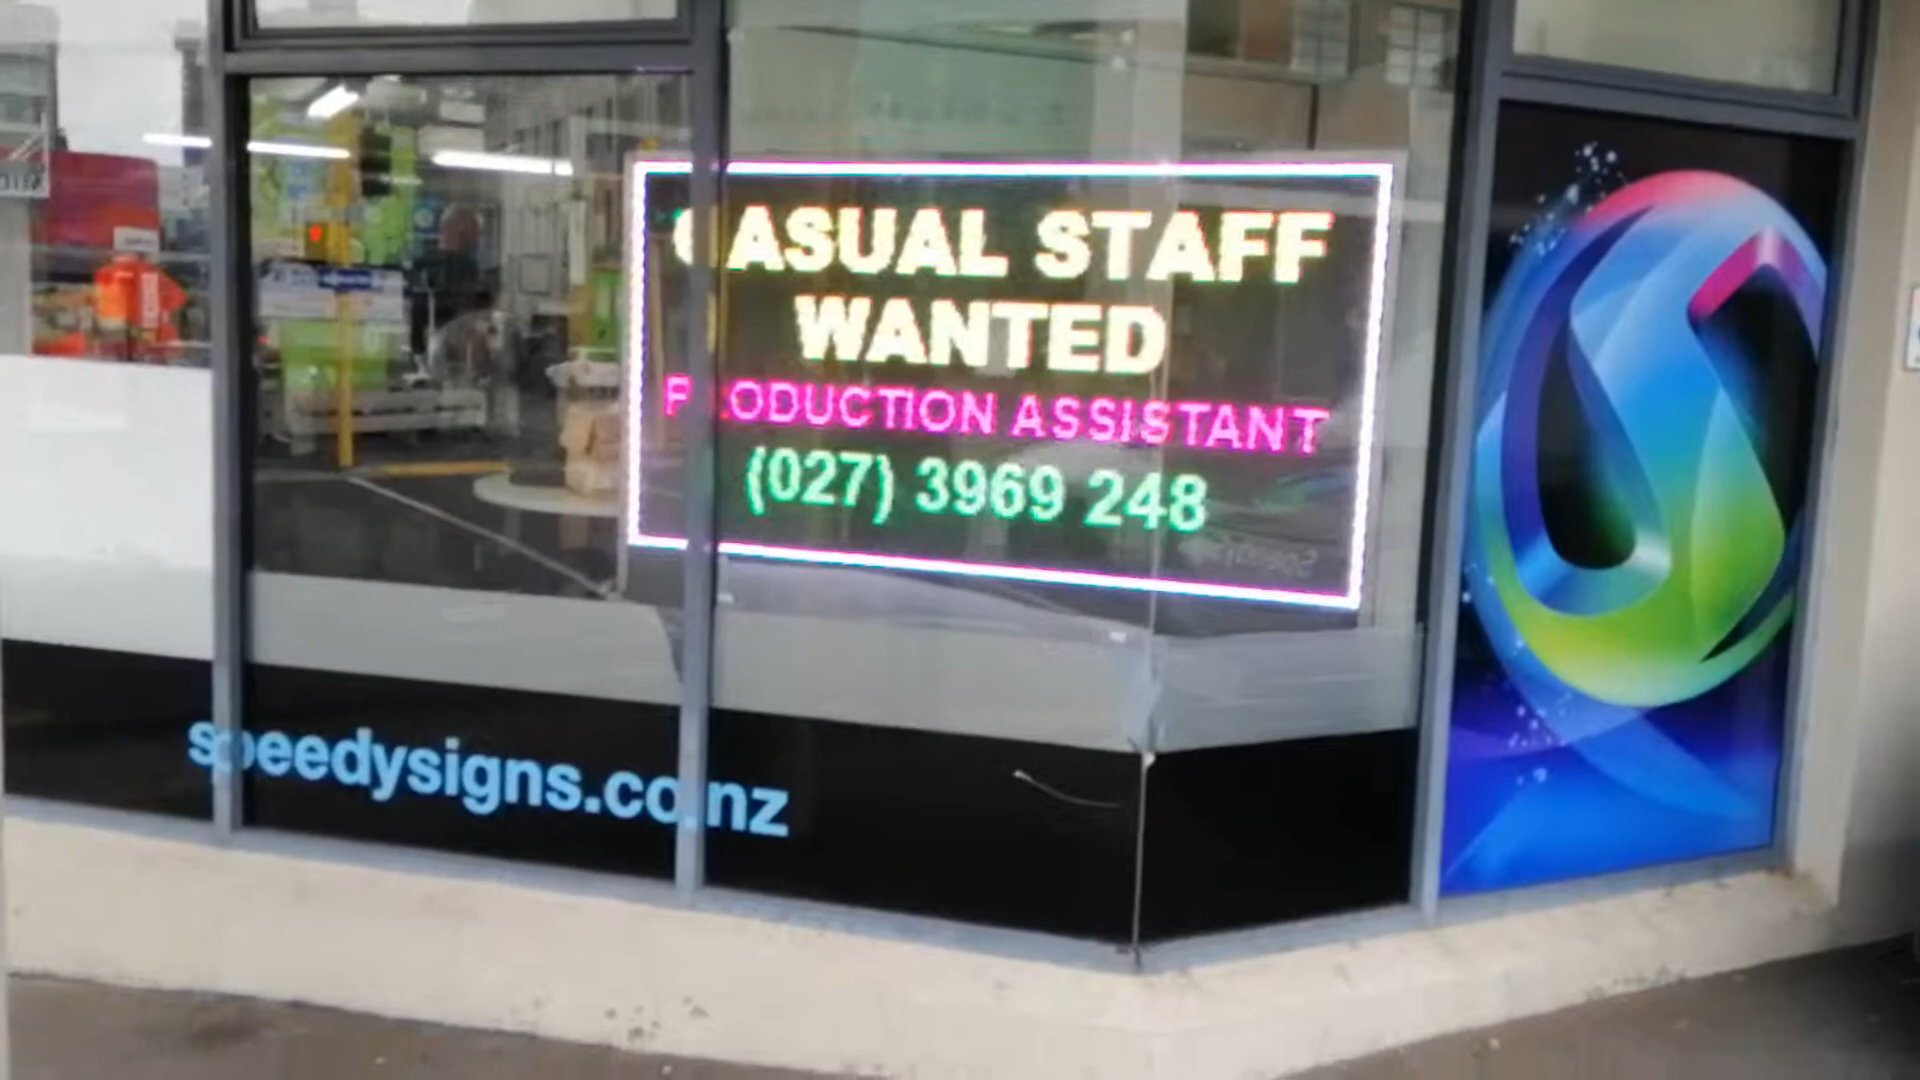 CASUAL STAFF
WANTED
PRODUCTION ASSISTANT
(027) 3969 248
speedysigns.co.nz